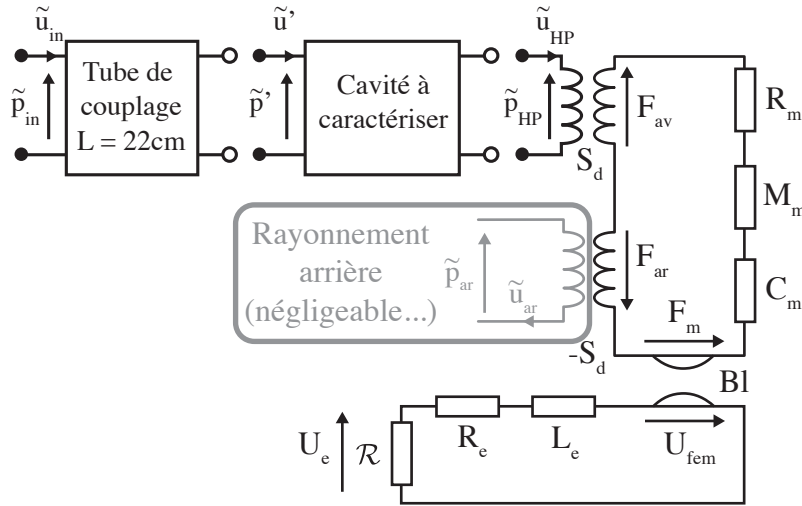 ũin
ũ'
ũHP
Tube de
couplage
L = 22cm
p̃in
p̃'
Cavité à
caractériser
p̃HP
Sd
Fav
Rm
Mm
Cm
Rayonnement
arrière
(négligeable...)
p̃ar
ũar
Far
-Sd
Fm
Bl
Ue
ℛ
Re
Le
Ufem